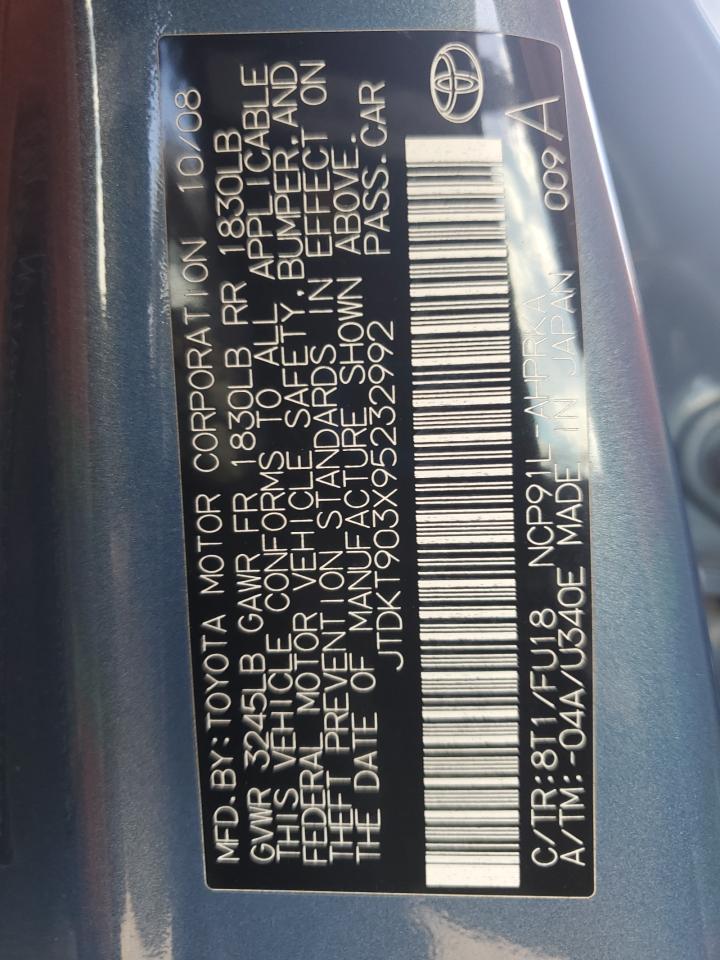 MFD.BY:TOYOTA MOTOR CORPORATION 10/08
GVWR 3245LB GAWR FR 1830LB RR 1830LB
THIS VEHICLE CONFORMS TO ALL APPLICABLE
FEDERAL MOTOR VEHICLE SAFETY,BUMPER,AND
THEFT PREVENTION STANDARDS IN EFFECT ON
THE DATE OF MANUFACTURE SHOWN ABOVE.
JTDKT903X95232992 PASS.CAR
C/TR:8T1/FU18 NCP91L-AHPRKA 009 A
A/TM:-04A/U340E MADE IN JAPAN